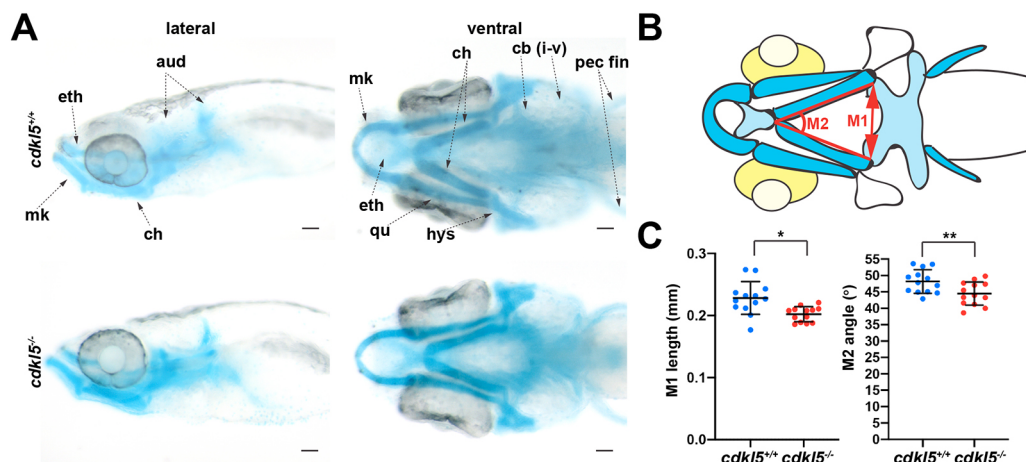 A
lateral
ventral
B
cdkl5+/+
eth
aud
mk
ch
mk
ch
cb (i-v)
pec fin
eth
qu
hys
M2
M1
cdkl5-/-
C
*
**
M1 length (mm)
0.3
0.2
0.1
0.0
cdkl5+/+ cdkl5-/-
M2 angle (°)
55
50
45
40
35
30
25
20
15
10
5
0
cdkl5+/+ cdkl5-/-